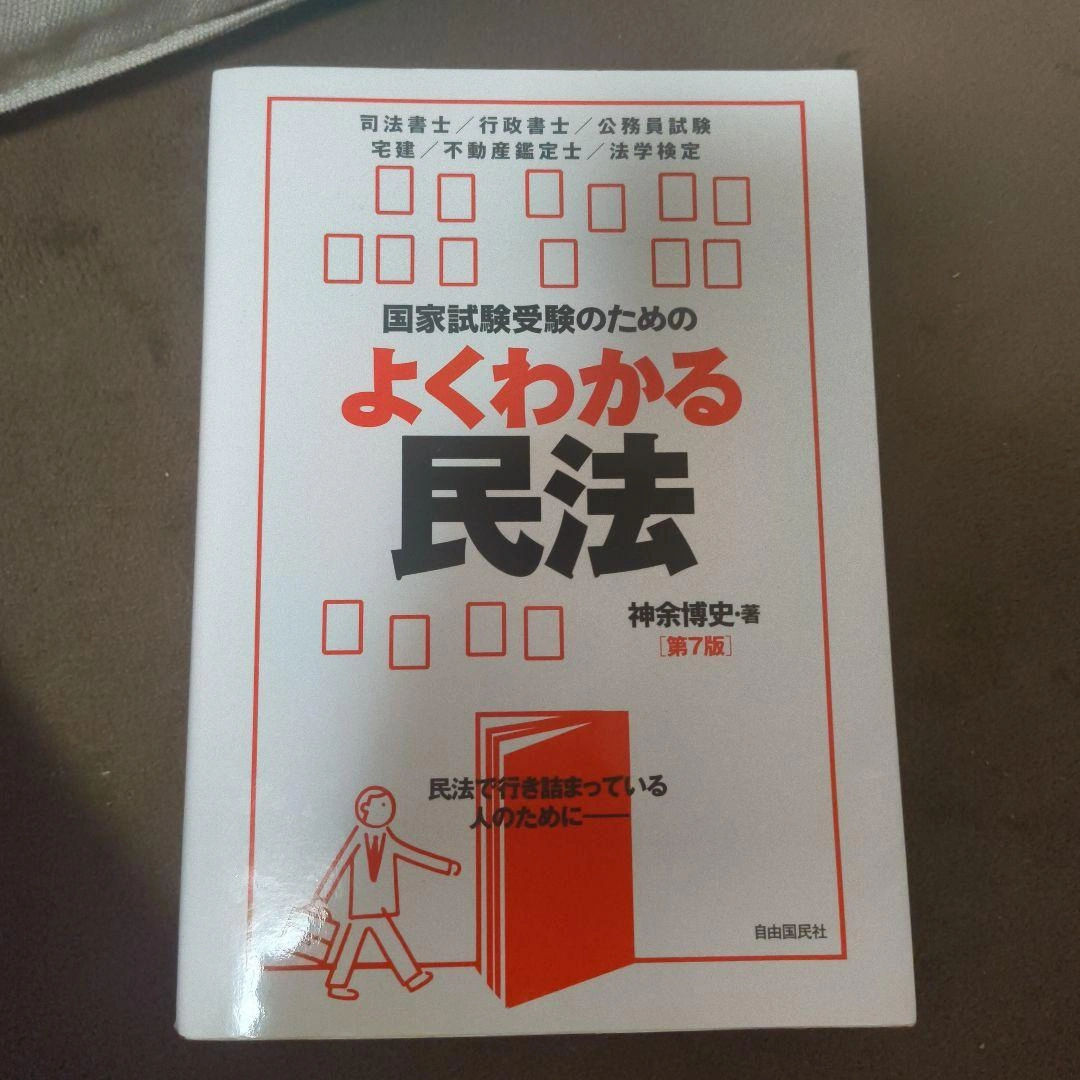 司法書士／行政書士／公務員試験
宅建／不動産鑑定士／法学検定
国家試験受験のための
よくわかる
民法
神余博史・著
［第7版］
民法で行き詰まっている
人のために――
自由国民社